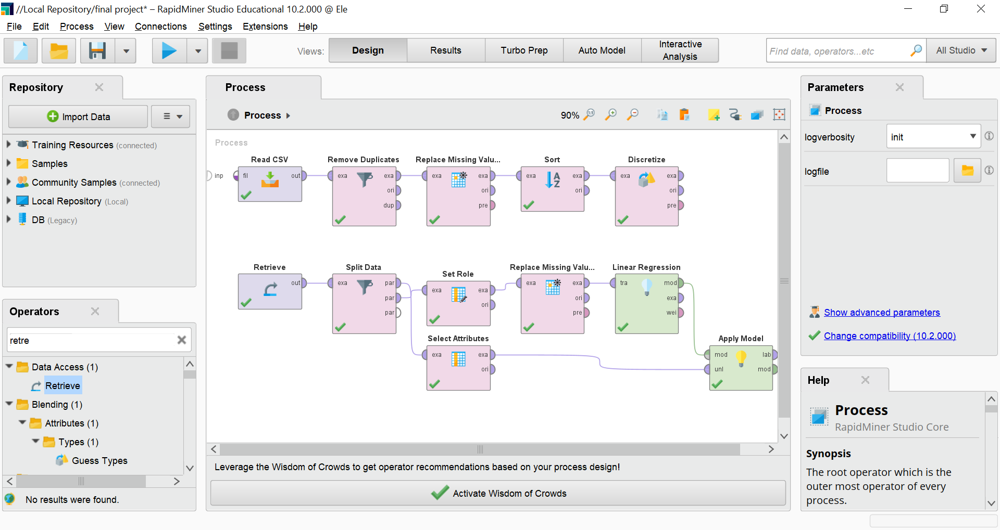 //Local Repository/final project* – RapidMiner Studio Educational 10.2.000 @ Ele
File Edit Process View Connections Settings Extensions Help
Views: Design Results Turbo Prep Auto Model Interactive Analysis
Find data, operators...etc All Studio
Repository
Import Data
Training Resources (connected)
Samples
Community Samples (connected)
Local Repository (Local)
DB (Legacy)
Operators
retre
Data Access (1)
Retrieve
Blending (1)
Attributes (1)
Types (1)
Guess Types
No results were found.
Process
Process
90%
Process
Read CSV Remove Duplicates Replace Missing Valu... Sort Discretize
inp fil out exa exa exa exa exa exa exa exa
ori ori ori ori
dup pre pre
Retrieve Split Data Set Role Replace Missing Valu... Linear Regression
out exa par exa exa exa exa tra mod
par ori ori exa
par pre wei
Select Attributes Apply Model
exa exa mod lab
ori unl mod
Leverage the Wisdom of Crowds to get operator recommendations based on your process design!
Activate Wisdom of Crowds
Parameters
Process
logverbosity init
logfile
Show advanced parameters
Change compatibility (10.2.000)
Help
Process
RapidMiner Studio Core
Synopsis
The root operator which is the
outer most operator of every
process.